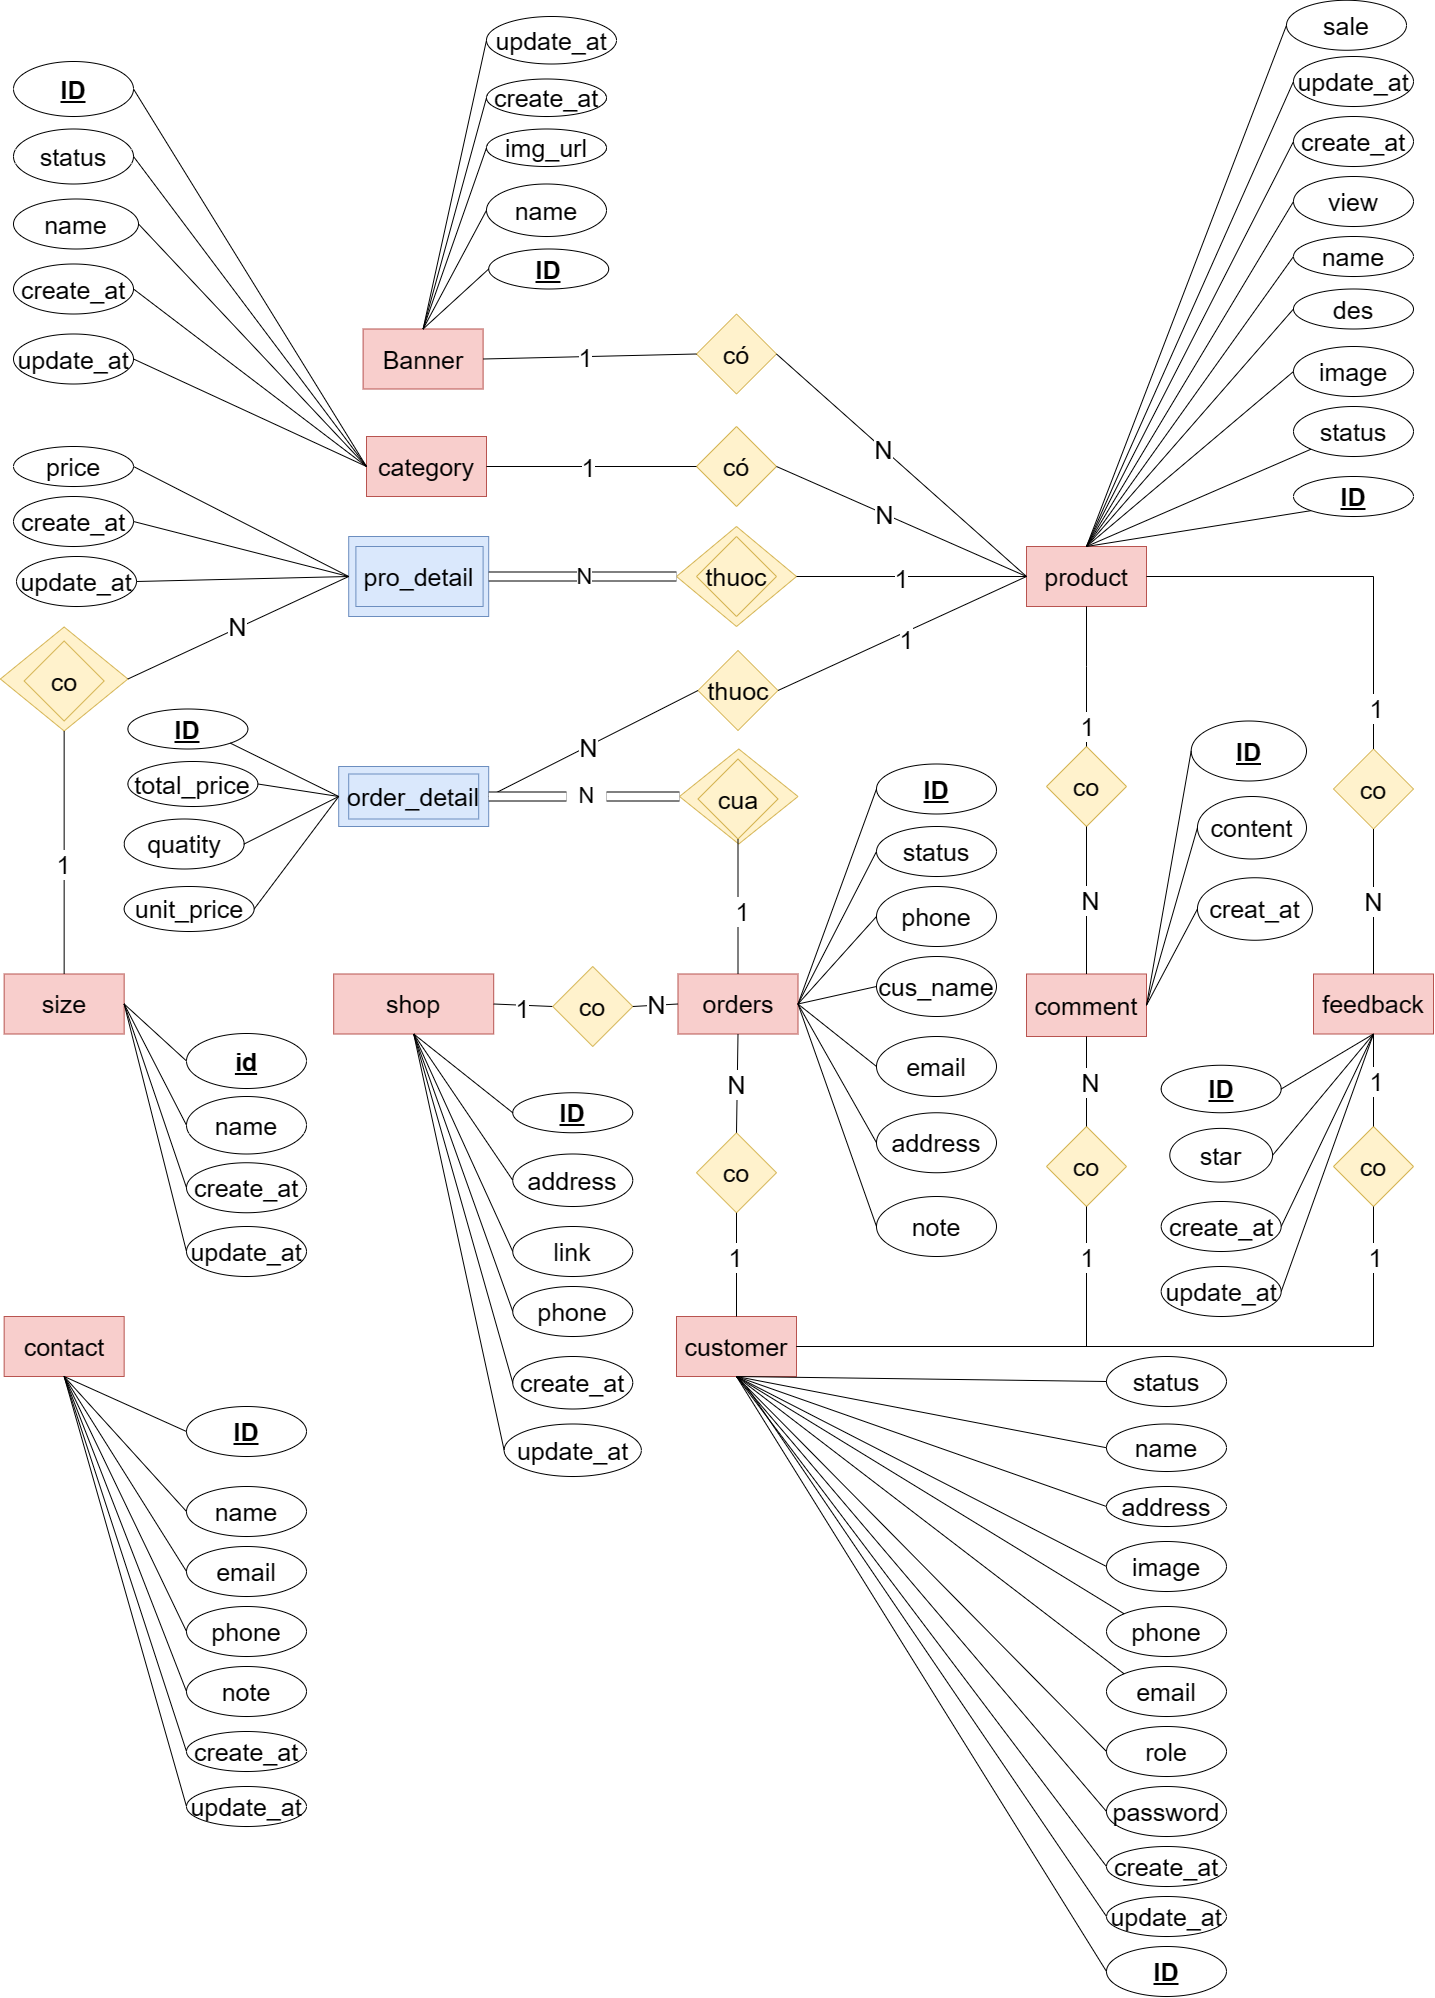 sale
update_at
update_at
ID
create_at
create_at
img_url
status
view
name
name
name
des
ID
create_at
image
update_at
Banner
1
có
N
status
price
category
1
có
N
ID
create_at
update_at
pro_detail
N
thuoc
1
product
N
co
1
thuoc
1
1
ID
N
co
co
ID
total_price
order_detail
N
cua
ID
quatity
status
content
1
unit_price
1
phone
N
N
creat_at
size
shop
1
co
N
orders
cus_name
comment
feedback
id
email
N
1
N
ID
name
ID
address
star
create_at
address
co
co
co
update_at
link
note
create_at
1
1
1
phone
update_at
contact
customer
create_at
status
ID
update_at
name
name
address
email
image
phone
phone
note
email
create_at
role
update_at
password
create_at
update_at
ID